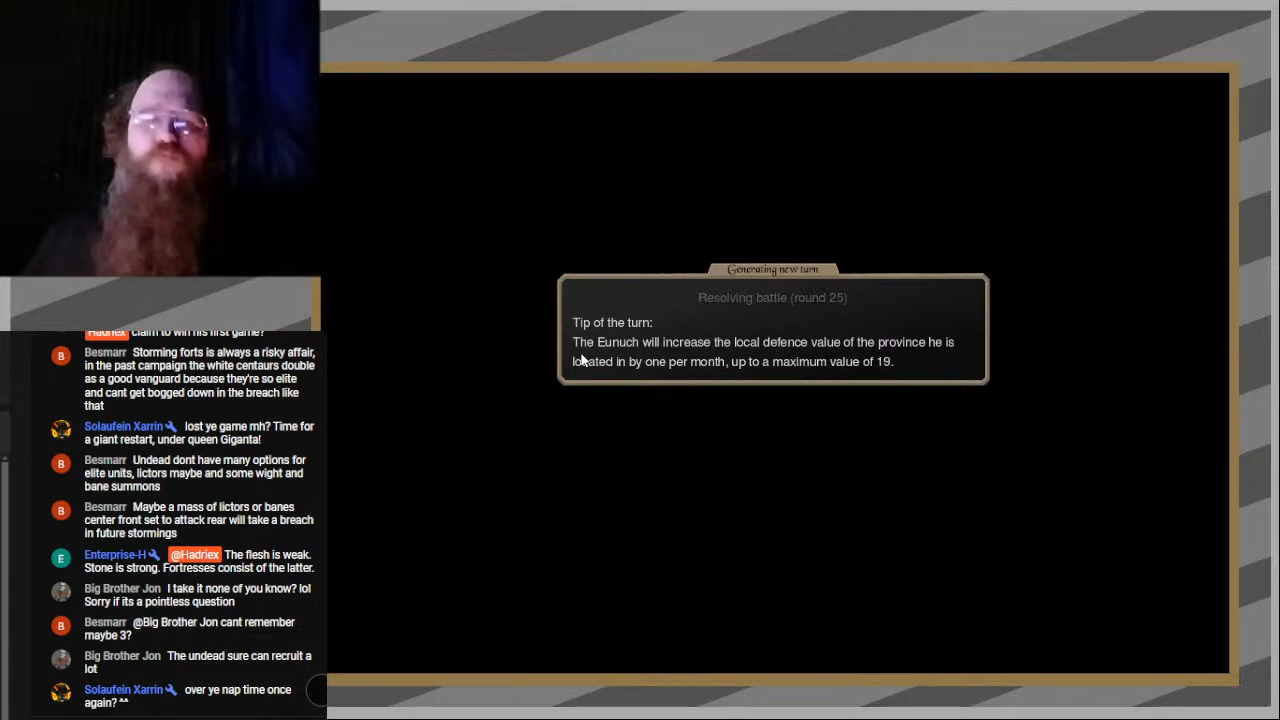 Generating new turn
Resolving battle (round 25)
Tip of the turn:
The Eunuch will increase the local defence value of the province he is
located in by one per month, up to a maximum value of 19.
Hadriex claim to win his first game?
B Besmarr Storming forts is always a risky affair,
in the past campaign the white centaurs double
as a good vanguard because they're so elite
and cant get bogged down in the breach like
that
Solaufein Xarrin lost ye game mh? Time for
a giant restart, under queen Giganta!
B Besmarr Undead dont have many options for
elite units, lictors maybe and some wight and
bane summons
B Besmarr Maybe a mass of lictors or banes
center front set to attack rear will take a breach
in future stormings
E Enterprise-H @Hadriex The flesh is weak.
Stone is strong. Fortresses consist of the latter.
Big Brother Jon I take it none of you know? lol
Sorry if its a pointless question
B Besmarr @Big Brother Jon cant remember
maybe 3?
Big Brother Jon The undead sure can recruit a
lot
Solaufein Xarrin over ye nap time once
again? ^^